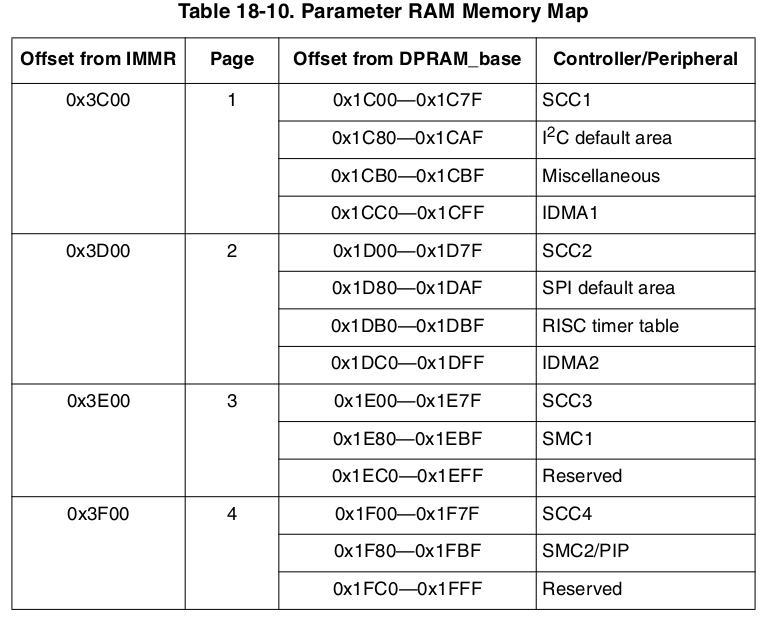 Table 18-10. Parameter RAM Memory Map
Offset from IMMR Page Offset from DPRAM_base Controller/Peripheral
0x3C00 1 0x1C00—0x1C7F SCC1
0x1C80—0x1CAF I²C default area
0x1CB0—0x1CBF Miscellaneous
0x1CC0—0x1CFF IDMA1
0x3D00 2 0x1D00—0x1D7F SCC2
0x1D80—0x1DAF SPI default area
0x1DB0—0x1DBF RISC timer table
0x1DC0—0x1DFF IDMA2
0x3E00 3 0x1E00—0x1E7F SCC3
0x1E80—0x1EBF SMC1
0x1EC0—0x1EFF Reserved
0x3F00 4 0x1F00—0x1F7F SCC4
0x1F80—0x1FBF SMC2/PIP
0x1FC0—0x1FFF Reserved